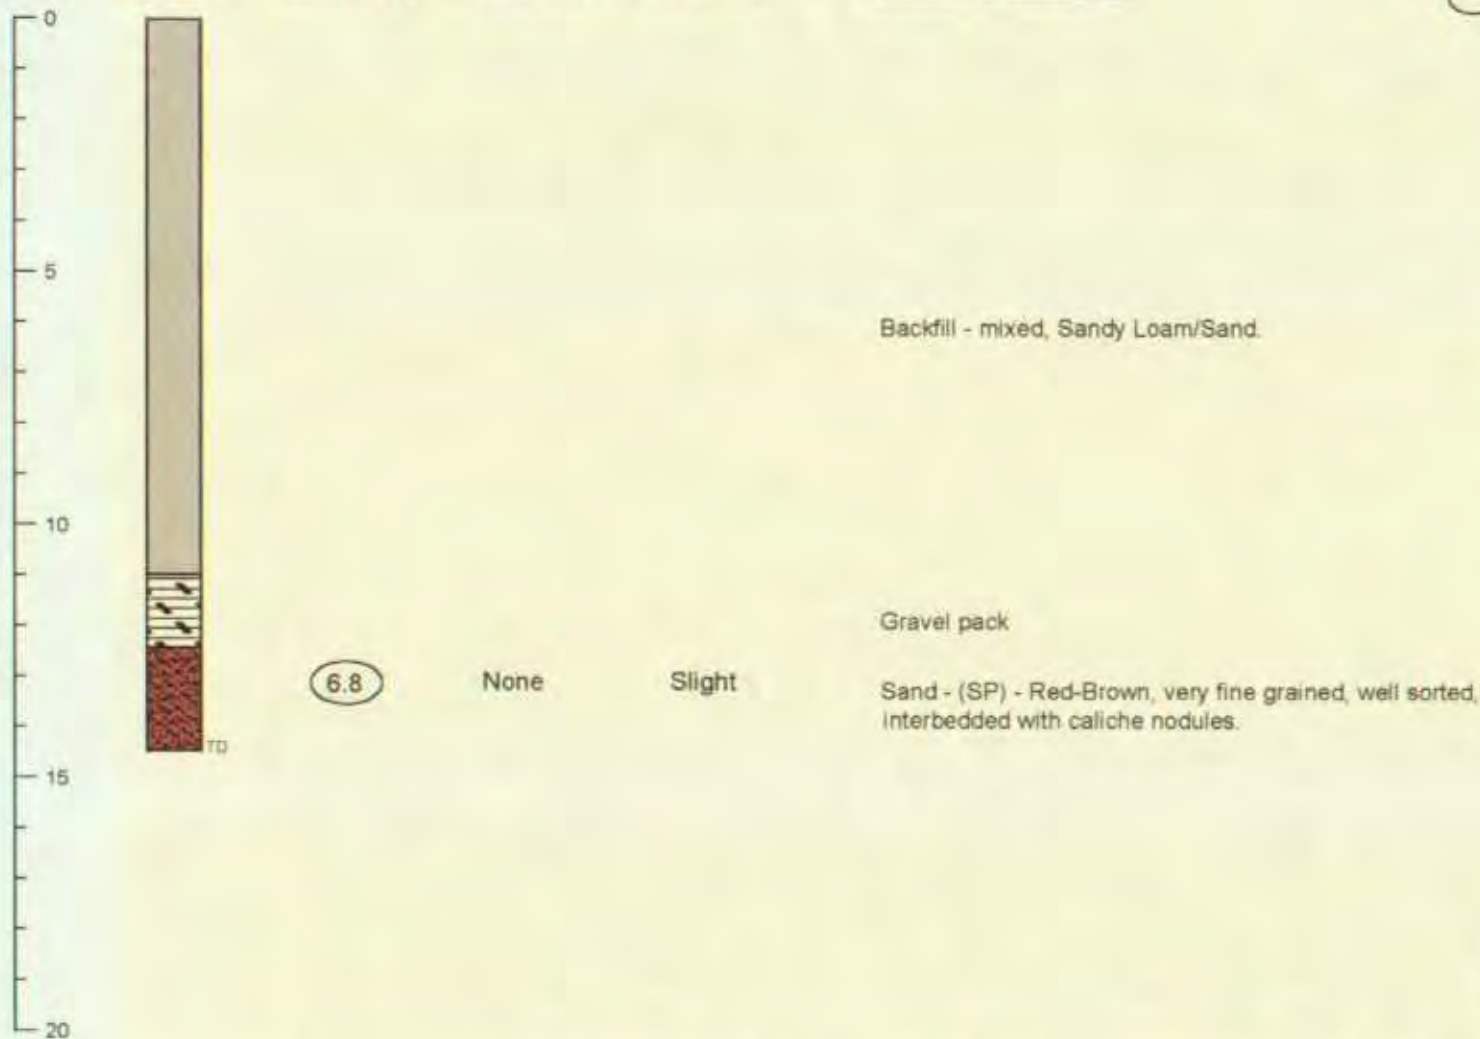 0
5
Backfill - mixed, Sandy Loam/Sand.
10
Gravel pack
6.8 None Slight
Sand - (SP) - Red-Brown, very fine grained, well sorted,
interbedded with caliche nodules.
TD
15
20